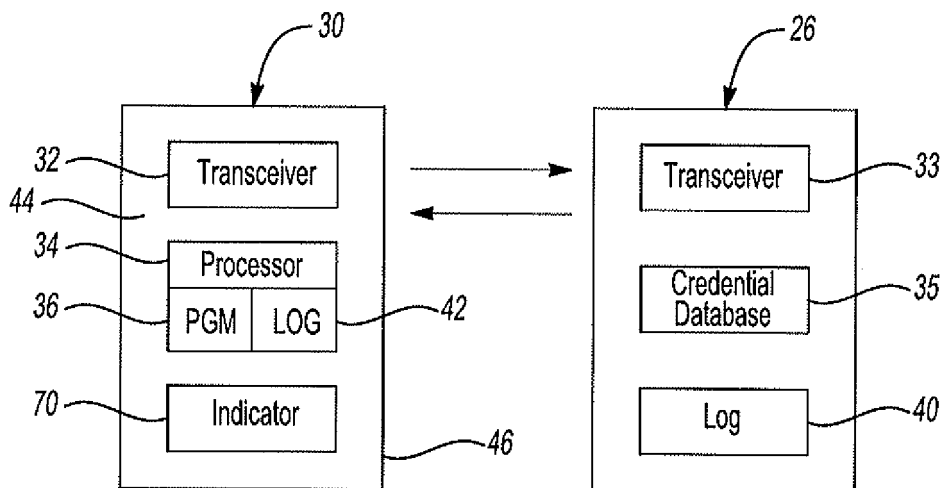 30
26
32
Transceiver
Transceiver
33
44
34
Processor
36
PGM
LOG
42
Credential
Database
35
70
Indicator
46
Log
40